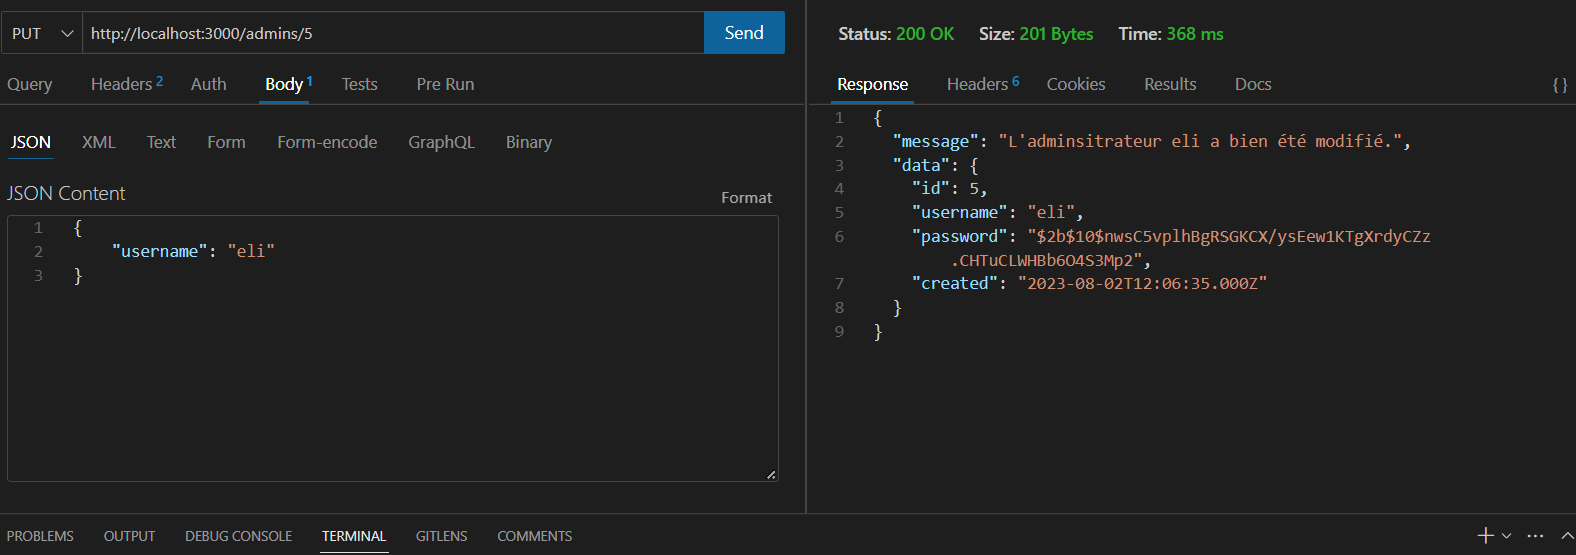 PUT http://localhost:3000/admins/5 Send
Query Headers 2 Auth Body 1 Tests Pre Run
JSON XML Text Form Form-encode GraphQL Binary
JSON Content Format
1 {
2 "username": "eli"
3 }
Status: 200 OK Size: 201 Bytes Time: 368 ms
Response Headers 6 Cookies Results Docs { }
1 {
2 "message": "L'adminsitrateur eli a bien été modifié.",
3 "data": {
4 "id": 5,
5 "username": "eli",
6 "password": "$2b$10$nwsC5vplhBgRSGKCX/ysEew1KTgXrdyCZz
.CHTuCLWHBb6O4S3Mp2",
7 "created": "2023-08-02T12:06:35.000Z"
8 }
9 }
PROBLEMS OUTPUT DEBUG CONSOLE TERMINAL GITLENS COMMENTS